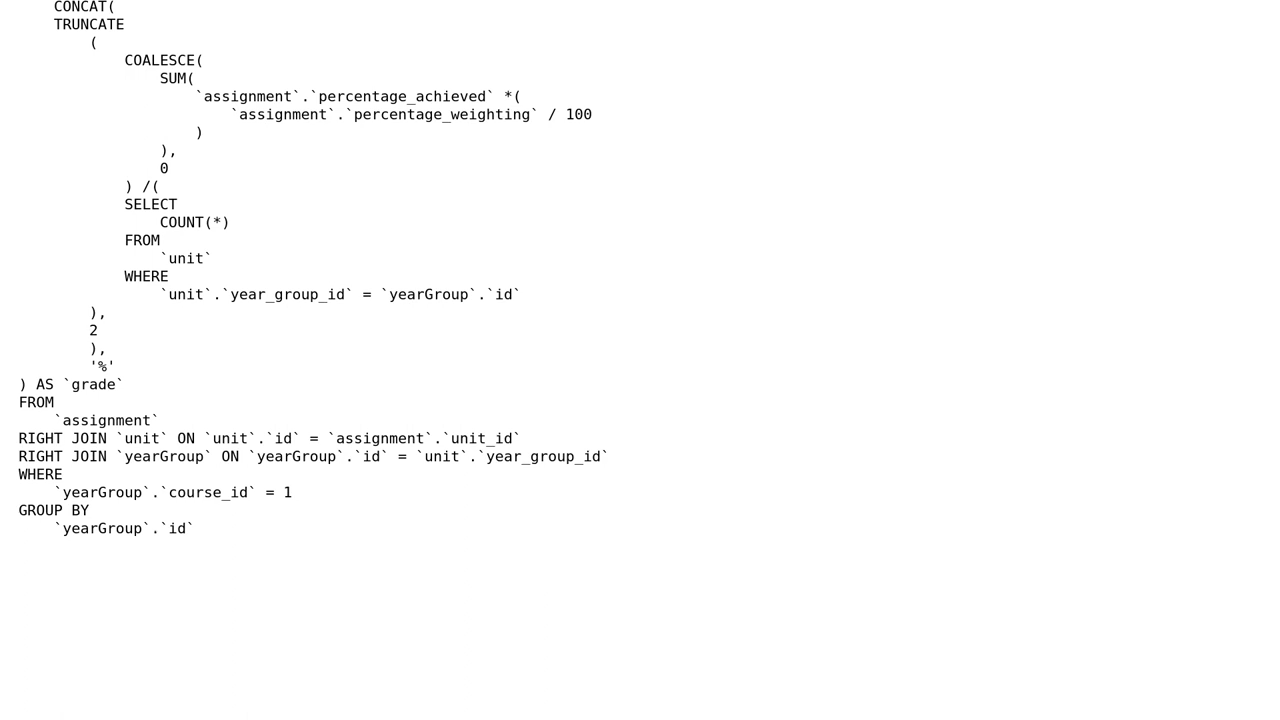 CONCAT(
TRUNCATE
(
COALESCE(
SUM(
`assignment`.`percentage_achieved` *(
`assignment`.`percentage_weighting` / 100
)
),
0
) /(
SELECT
COUNT(*)
FROM
`unit`
WHERE
`unit`.`year_group_id` = `yearGroup`.`id`
),
2
),
'%'
) AS `grade`
FROM
`assignment`
RIGHT JOIN `unit` ON `unit`.`id` = `assignment`.`unit_id`
RIGHT JOIN `yearGroup` ON `yearGroup`.`id` = `unit`.`year_group_id`
WHERE
`yearGroup`.`course_id` = 1
GROUP BY
`yearGroup`.`id`